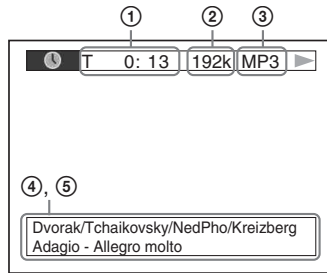 ① ② ③
T 0: 13 192k MP3
④, ⑤
Dvorak/Tchaikovsky/NedPho/Kreizberg
Adagio - Allegro molto